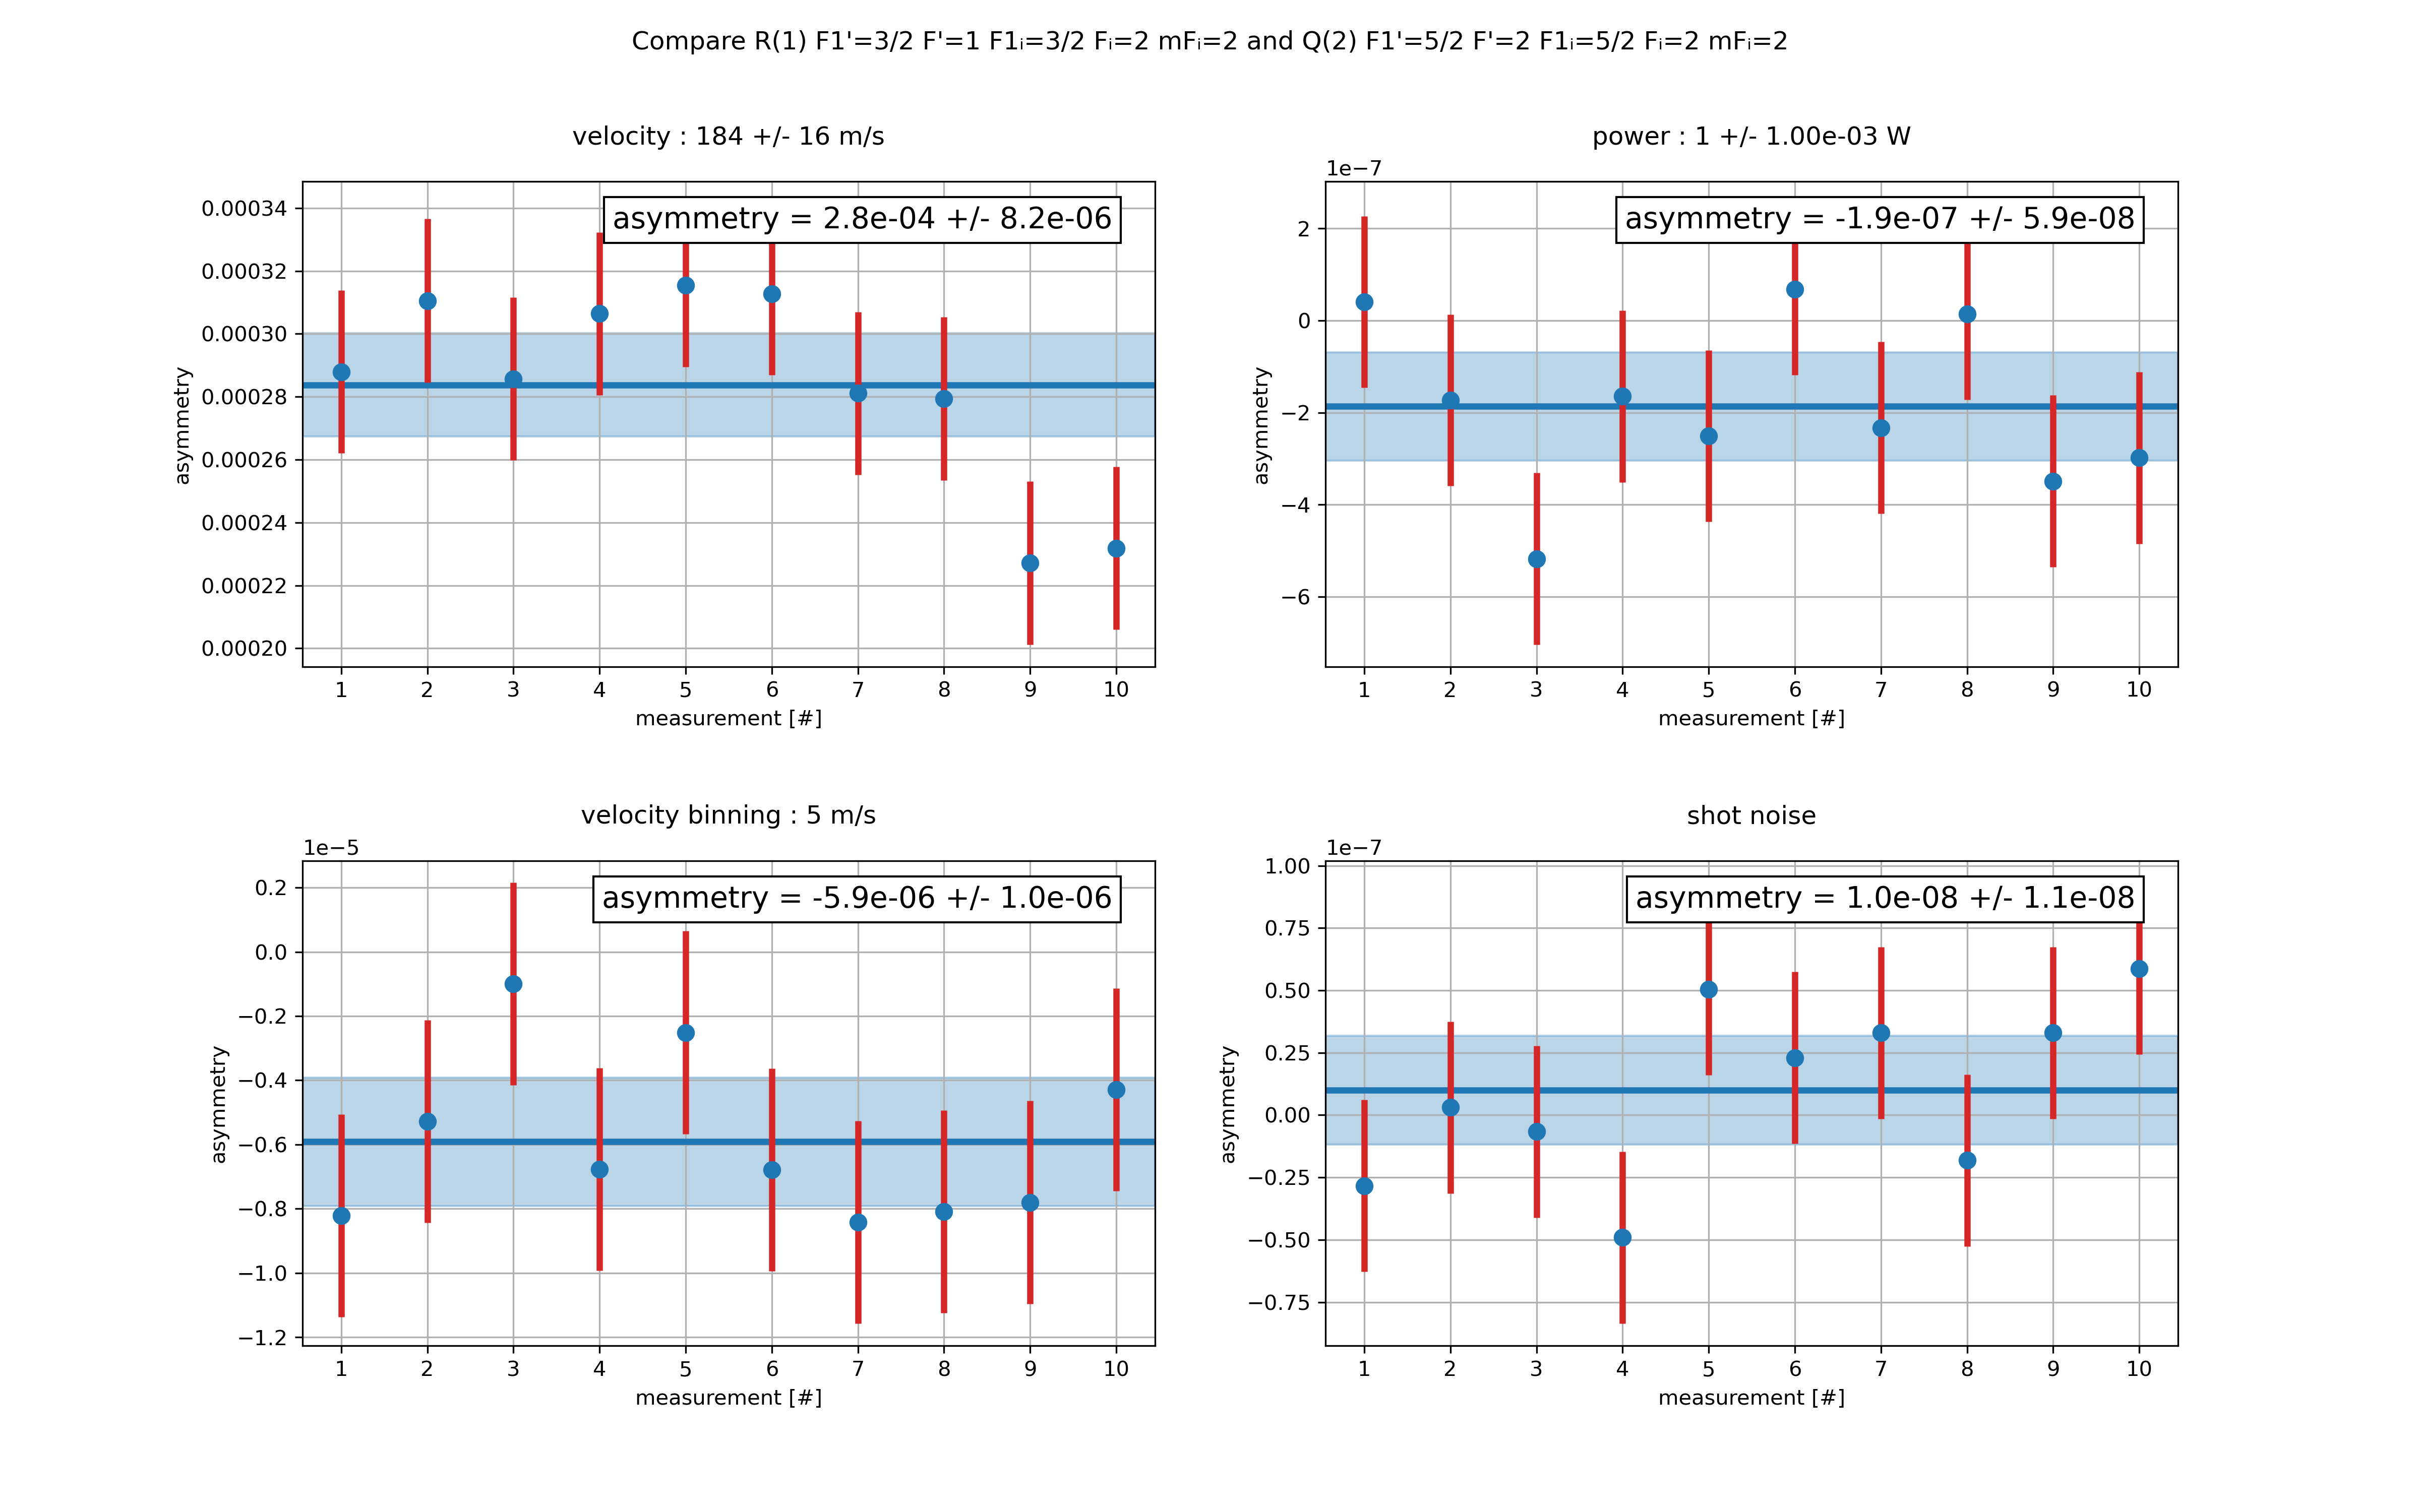 Compare R(1) F1'=3/2 F'=1 F1ᵢ=3/2 Fᵢ=2 mFᵢ=2 and Q(2) F1'=5/2 F'=2 F1ᵢ=5/2 Fᵢ=2 mFᵢ=2
velocity : 184 +/- 16 m/s
asymmetry = 2.8e-04 +/- 8.2e-06
0.00034
0.00032
0.00030
0.00028
0.00026
0.00024
0.00022
0.00020
asymmetry
1 2 3 4 5 6 7 8 9 10
measurement [#]
power : 1 +/- 1.00e-03 W
1e−7
asymmetry = -1.9e-07 +/- 5.9e-08
2
0
−2
−4
−6
asymmetry
1 2 3 4 5 6 7 8 9 10
measurement [#]
velocity binning : 5 m/s
1e−5
asymmetry = -5.9e-06 +/- 1.0e-06
0.2
0.0
−0.2
−0.4
−0.6
−0.8
−1.0
−1.2
asymmetry
1 2 3 4 5 6 7 8 9 10
measurement [#]
shot noise
1e−7
asymmetry = 1.0e-08 +/- 1.1e-08
1.00
0.75
0.50
0.25
0.00
−0.25
−0.50
−0.75
asymmetry
1 2 3 4 5 6 7 8 9 10
measurement [#]